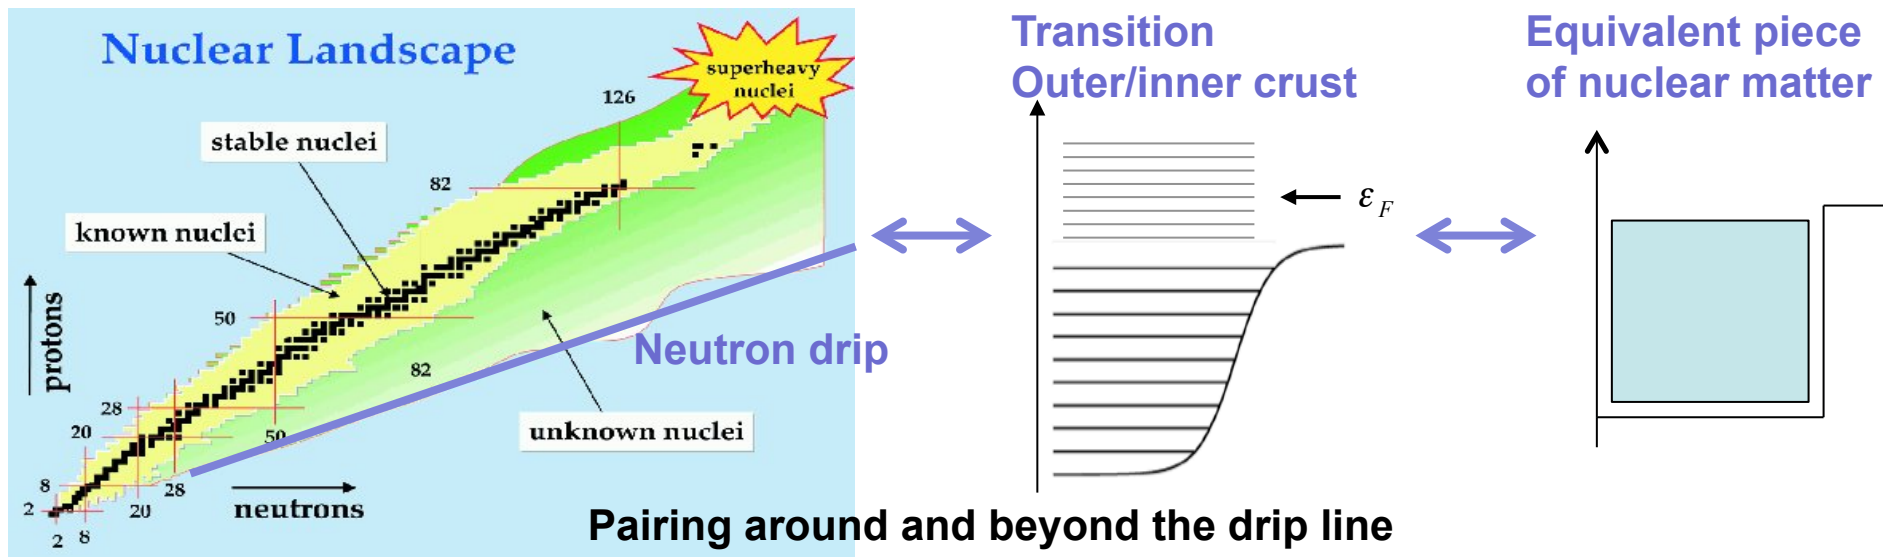 Nuclear Landscape
superheavy
nuclei
126
stable nuclei
82
known nuclei
50
protons
Neutron drip
82
28
20
50
unknown nuclei
8
28
2
20
neutrons
2
8
Transition
Outer/inner crust
ε_F
Equivalent piece
of nuclear matter
Pairing around and beyond the drip line